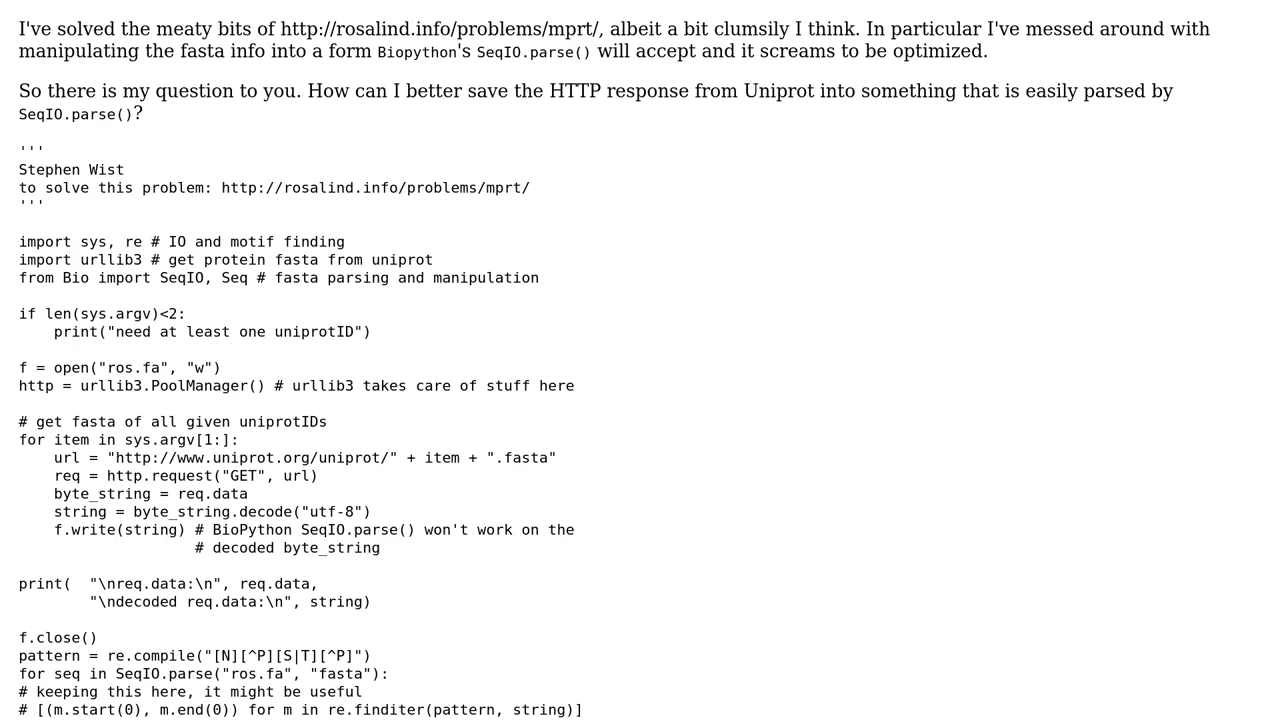 I've solved the meaty bits of http://rosalind.info/problems/mprt/, albeit a bit clumsily I think. In particular I've messed around with
manipulating the fasta info into a form Biopython's SeqIO.parse() will accept and it screams to be optimized.
So there is my question to you. How can I better save the HTTP response from Uniprot into something that is easily parsed by
SeqIO.parse()?
'''
Stephen Wist
to solve this problem: http://rosalind.info/problems/mprt/
'''
import sys, re # IO and motif finding
import urllib3 # get protein fasta from uniprot
from Bio import SeqIO, Seq # fasta parsing and manipulation
if len(sys.argv)<2:
    print("need at least one uniprotID")
f = open("ros.fa", "w")
http = urllib3.PoolManager() # urllib3 takes care of stuff here
# get fasta of all given uniprotIDs
for item in sys.argv[1:]:
    url = "http://www.uniprot.org/uniprot/" + item + ".fasta"
    req = http.request("GET", url)
    byte_string = req.data
    string = byte_string.decode("utf-8")
    f.write(string) # BioPython SeqIO.parse() won't work on the
                    # decoded byte_string
print(  "\nreq.data:\n", req.data,
        "\ndecoded req.data:\n", string)
f.close()
pattern = re.compile("[N][^P][S|T][^P]")
for seq in SeqIO.parse("ros.fa", "fasta"):
# keeping this here, it might be useful
# [(m.start(0), m.end(0)) for m in re.finditer(pattern, string)]